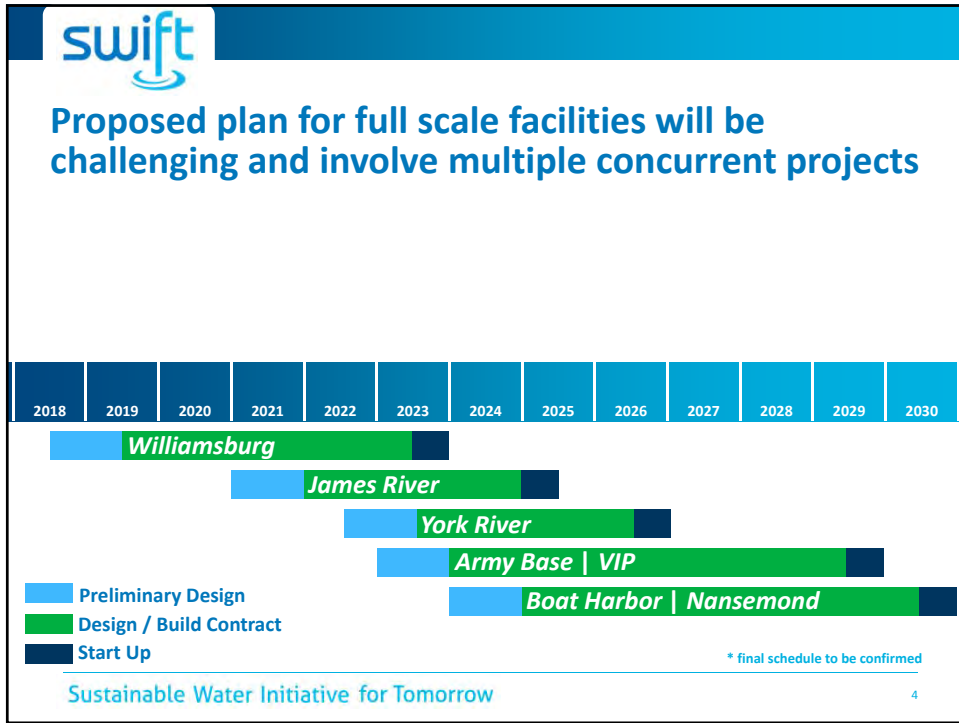 swift
Proposed plan for full scale facilities will be
challenging and involve multiple concurrent projects
2018 2019 2020 2021 2022 2023 2024 2025 2026 2027 2028 2029 2030
Williamsburg
James River
York River
Army Base | VIP
Boat Harbor | Nansemond
Preliminary Design
Design / Build Contract
Start Up
* final schedule to be confirmed
Sustainable Water Initiative for Tomorrow
4